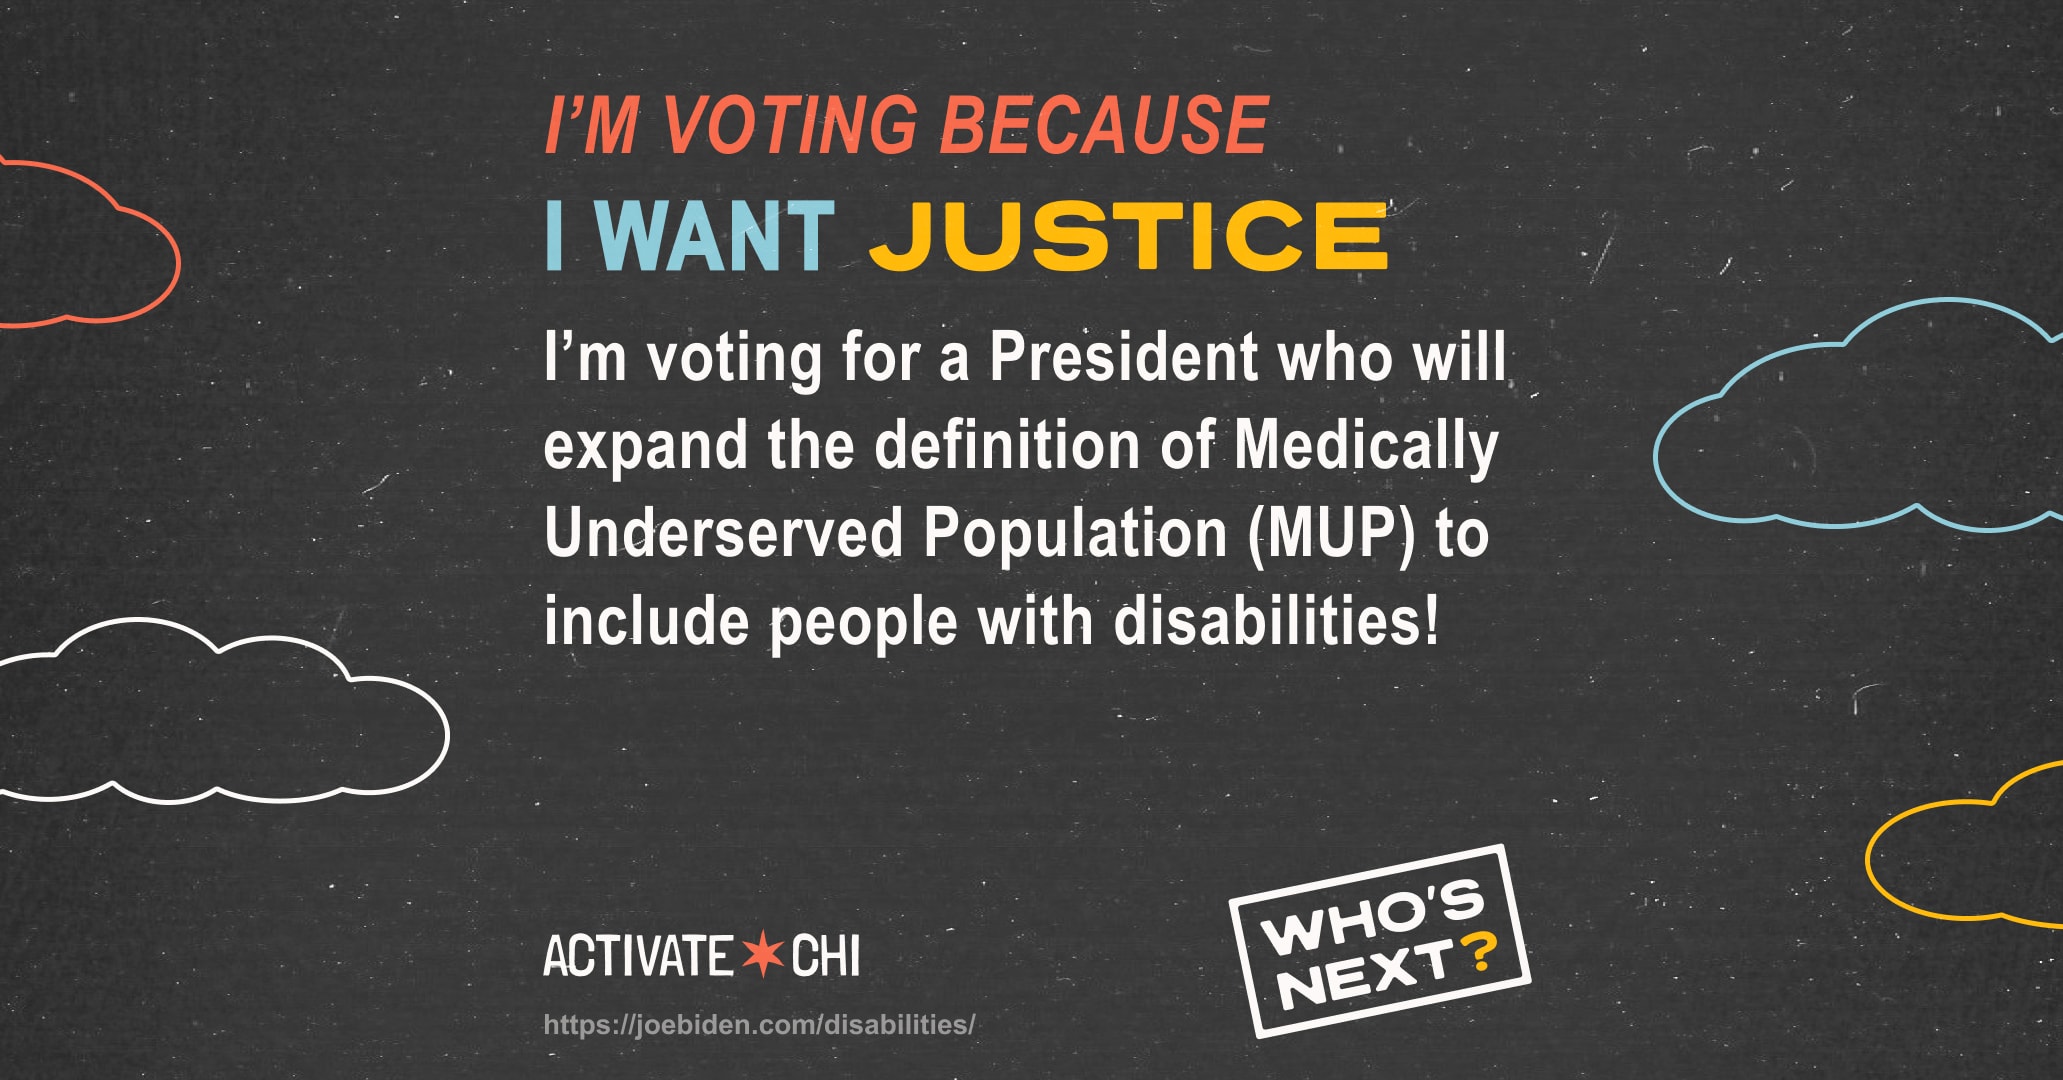 I’M VOTING BECAUSE
I WANT JUSTICE
I’m voting for a President who will
expand the definition of Medically
Underserved Population (MUP) to
include people with disabilities!
ACTIVATE CHI
https://joebiden.com/disabilities/
WHO'S
NEXT?